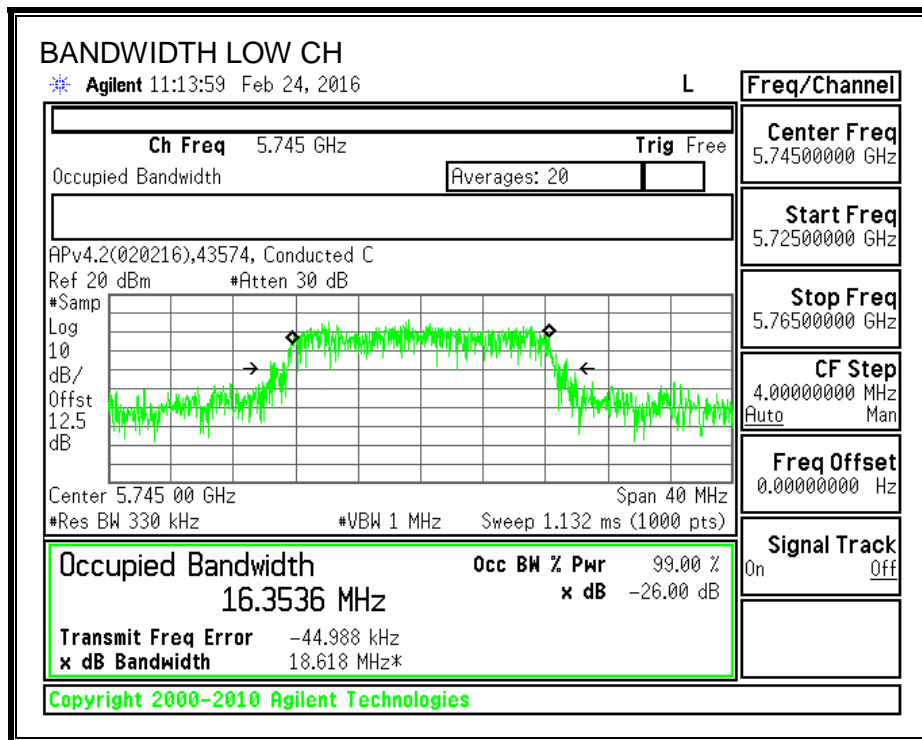 BANDWIDTH LOW CH
Agilent 11:13:59 Feb 24, 2016 L
Freq/Channel
Ch Freq 5.745 GHz Trig Free
Occupied Bandwidth Averages: 20
APv4.2(020216),43574, Conducted C
Ref 20 dBm #Atten 30 dB
#Samp
Log
10
dB/
Offst
12.5
dB
Center 5.745 00 GHz Span 40 MHz
#Res BW 330 kHz #VBW 1 MHz Sweep 1.132 ms (1000 pts)
Occupied Bandwidth Occ BW % Pwr 99.00 %
16.3536 MHz x dB -26.00 dB
Transmit Freq Error -44.988 kHz
x dB Bandwidth 18.618 MHz*
Copyright 2000-2010 Agilent Technologies
Center Freq
5.74500000 GHz
Start Freq
5.72500000 GHz
Stop Freq
5.76500000 GHz
CF Step
4.00000000 MHz
Auto Man
Freq Offset
0.00000000 Hz
Signal Track
On Off